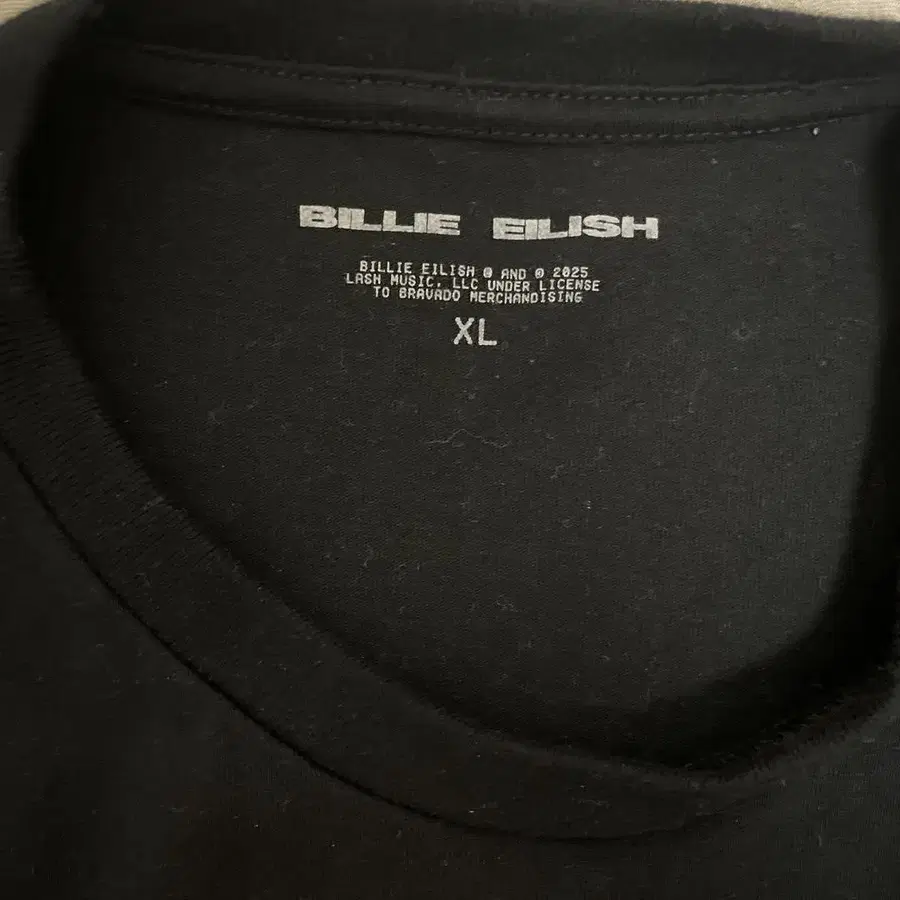 BILLIE EILISH
BILLIE EILISH ® AND © 2025
LASH MUSIC, LLC UNDER LICENSE
TO BRAVADO MERCHANDISING
XL